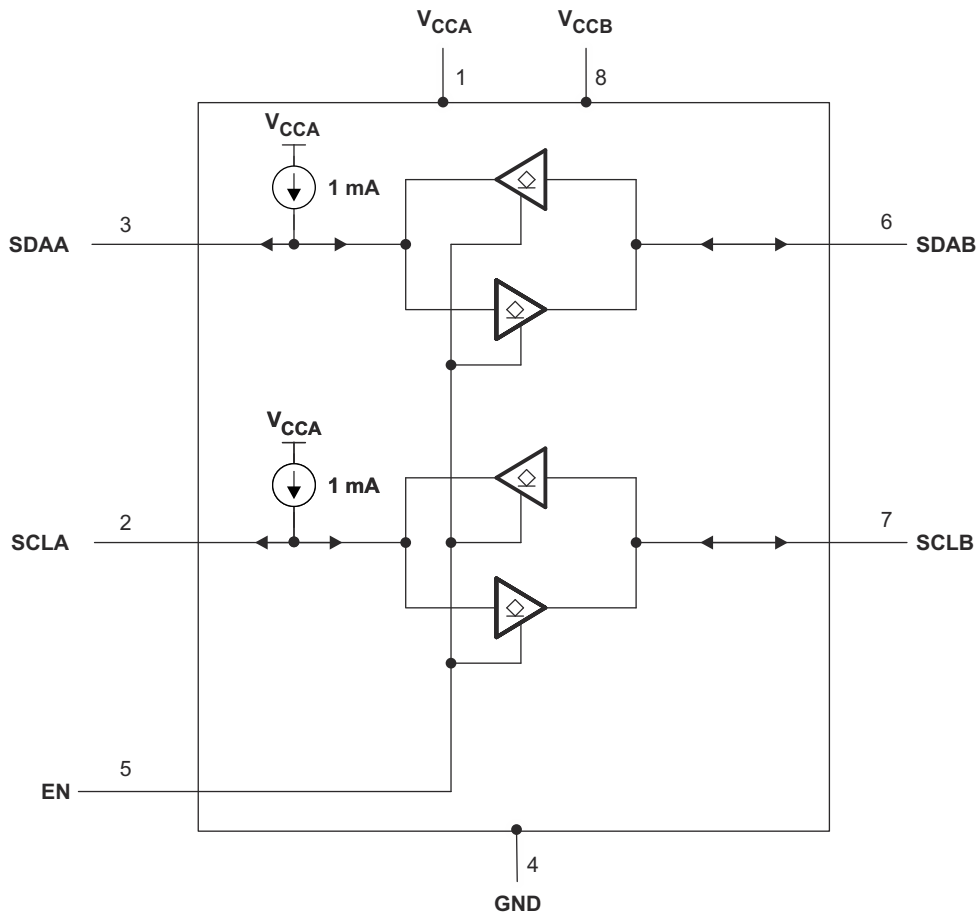 VCCA VCCB
1 8
VCCA
1 mA
3 6
SDAA SDAB
VCCA
1 mA
2 7
SCLA SCLB
5
EN
4
GND